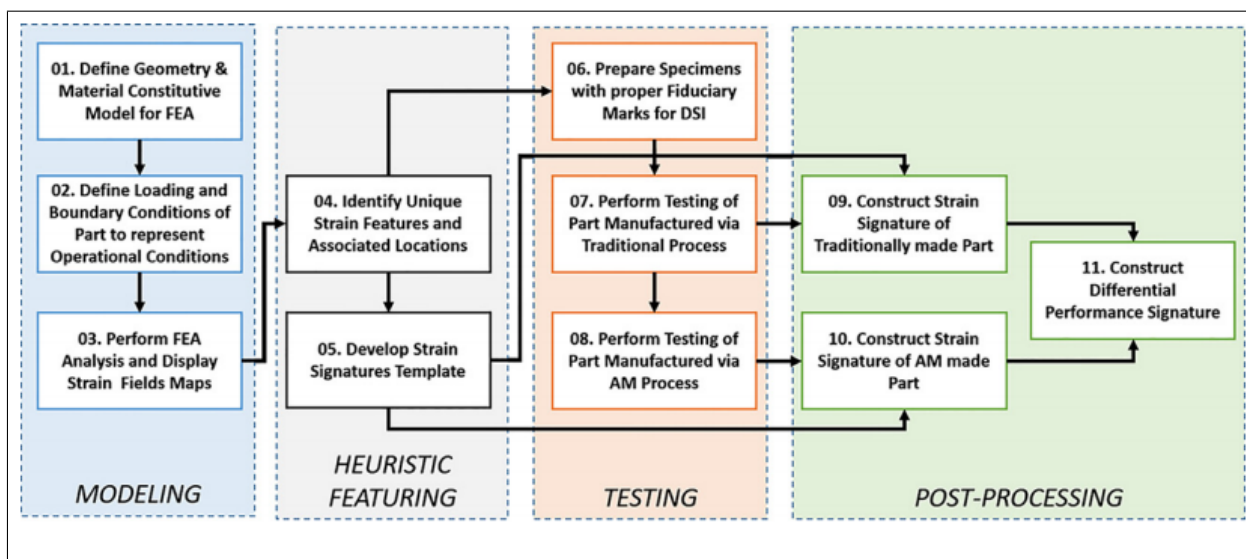 01. Define Geometry &
Material Constitutive
Model for FEA
02. Define Loading and
Boundary Conditions of
Part to represent
Operational Conditions
03. Perform FEA
Analysis and Display
Strain Fields Maps
MODELING
04. Identify Unique
Strain Features and
Associated Locations
05. Develop Strain
Signatures Template
HEURISTIC
FEATURING
06. Prepare Specimens
with proper Fiduciary
Marks for DSI
07. Perform Testing of
Part Manufactured via
Traditional Process
08. Perform Testing of
Part Manufactured via
AM Process
TESTING
09. Construct Strain
Signature of
Traditionally made Part
10. Construct Strain
Signature of AM made
Part
11. Construct
Differential
Performance Signature
POST-PROCESSING